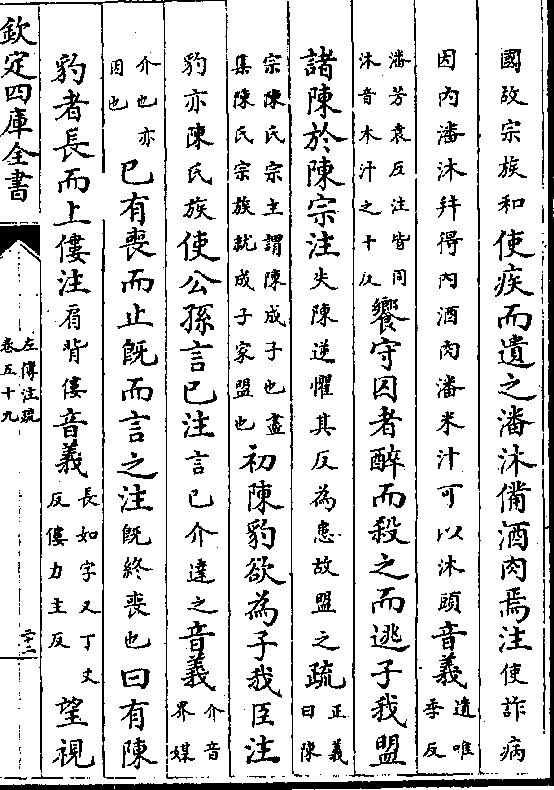 國故宗族和使疾而遺之潘沐備酒肉焉注使詐病
因内潘沐并得内酒肉潘米汁可以沐頭音義遺唯
季反
潘芳袁反注皆同
沐音木汁之十反
饗守囚者醉而殺之而逃子我盟
諸陳於陳宗注失陳逆懼其反為患故盟之疏正義
曰陳
宗陳氏宗主謂陳成子也盡
集陳氏宗族就成子家盟也
初陳豹欲為子我臣注
豹亦陳氏族使公孫言已注言已介達之音義介音
界媒
介也亦
因也
已有喪而止既而言之注既終喪也曰有陳
豹者長而上僂注肩背僂音義長如字又丁丈
反僂力主反
望視
欽定四庫全書
左傳注疏
卷五十九